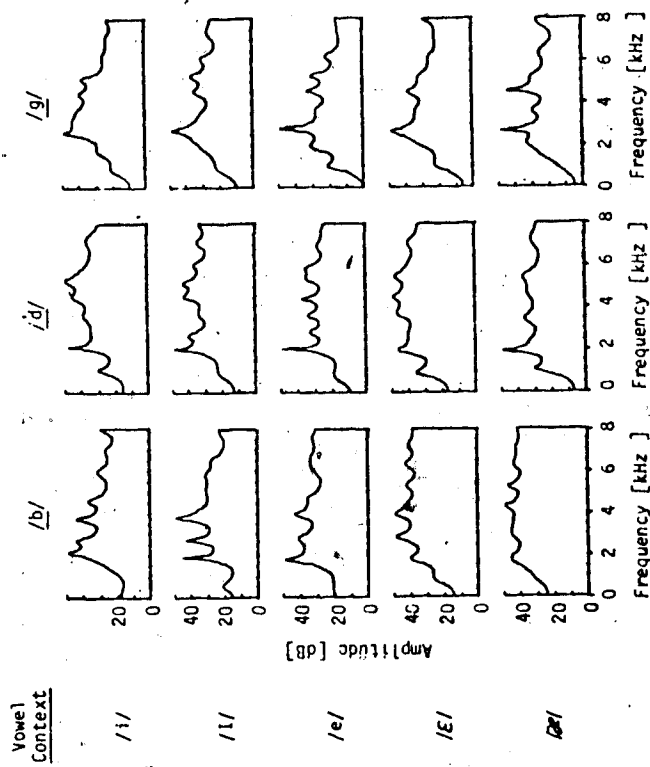 Vowel
Context
/b/ /d/ /g/
/i/
20
/I/
40
20
0
/e/
40
20
0
Amplitude [dB]
/ɛ/
40
20
0
/æ/
40
20
0
0 2 4 6 8 0 2 4 6 8 0 2 4 6 8
Frequency [kHz] Frequency [kHz] Frequency [kHz]